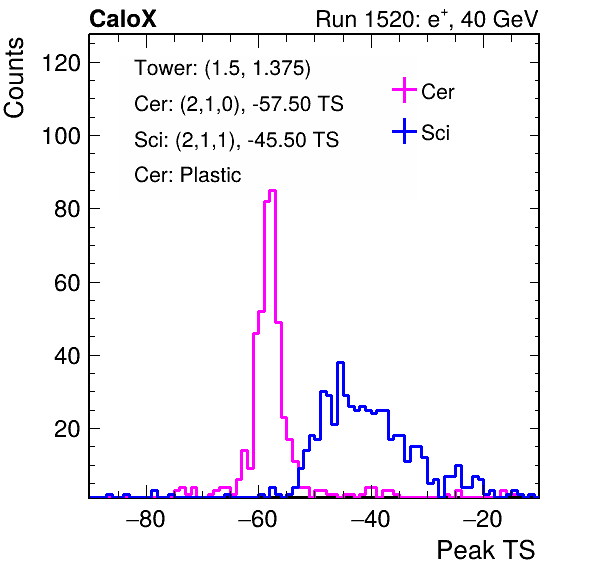 CaloX Run 1520: e⁺, 40 GeV
Counts
Tower: (1.5, 1.375)
Cer: (2,1,0), -57.50 TS
Sci: (2,1,1), -45.50 TS
Cer: Plastic
Cer
Sci
120
100
80
60
40
20
−80 −60 −40 −20
Peak TS